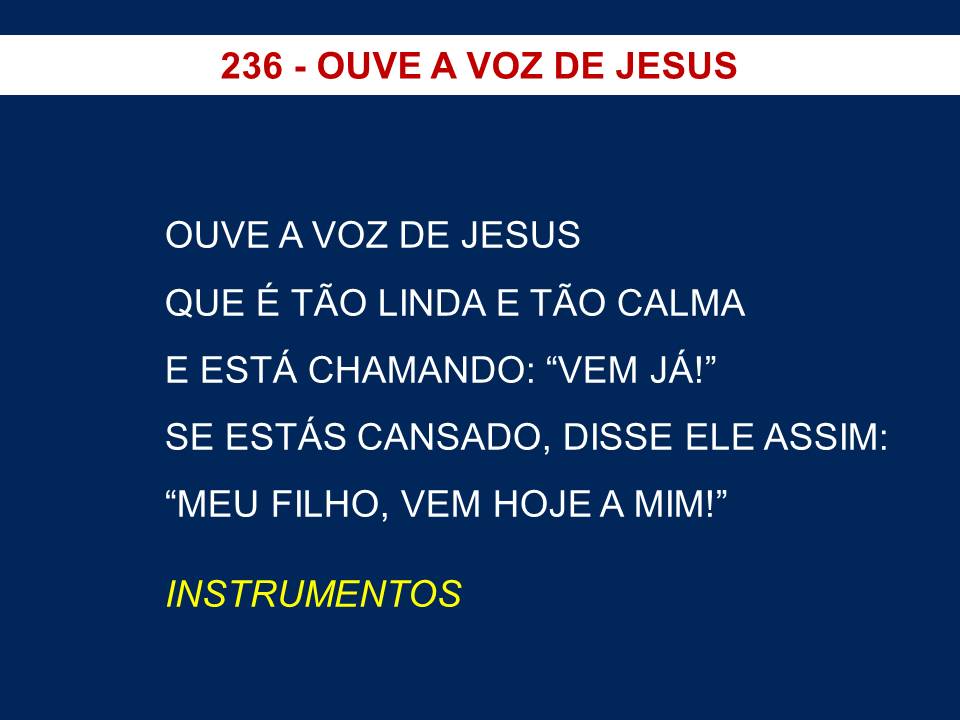 236 - OUVE A VOZ DE JESUS
OUVE A VOZ DE JESUS
QUE É TÃO LINDA E TÃO CALMA
E ESTÁ CHAMANDO: “VEM JÁ!”
SE ESTÁS CANSADO, DISSE ELE ASSIM:
“MEU FILHO, VEM HOJE A MIM!”
INSTRUMENTOS